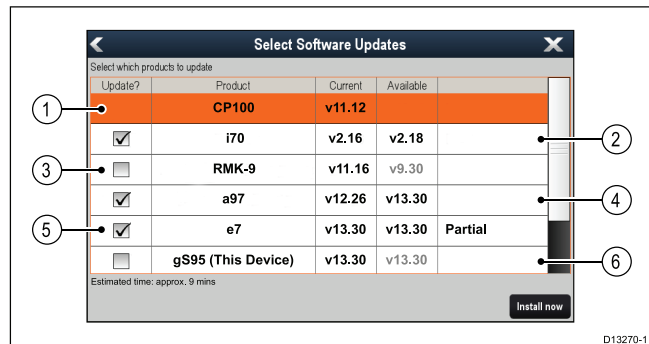 Select Software Updates
Select which products to update
Update? Product Current Available
1 CP100 v11.12
i70 v2.16 v2.18 2
3 RMK-9 v11.16 v9.30
a97 v12.26 v13.30 4
5 e7 v13.30 v13.30 Partial
gS95 (This Device) v13.30 v13.30 6
Estimated time: approx. 9 mins
Install now
D13270-1